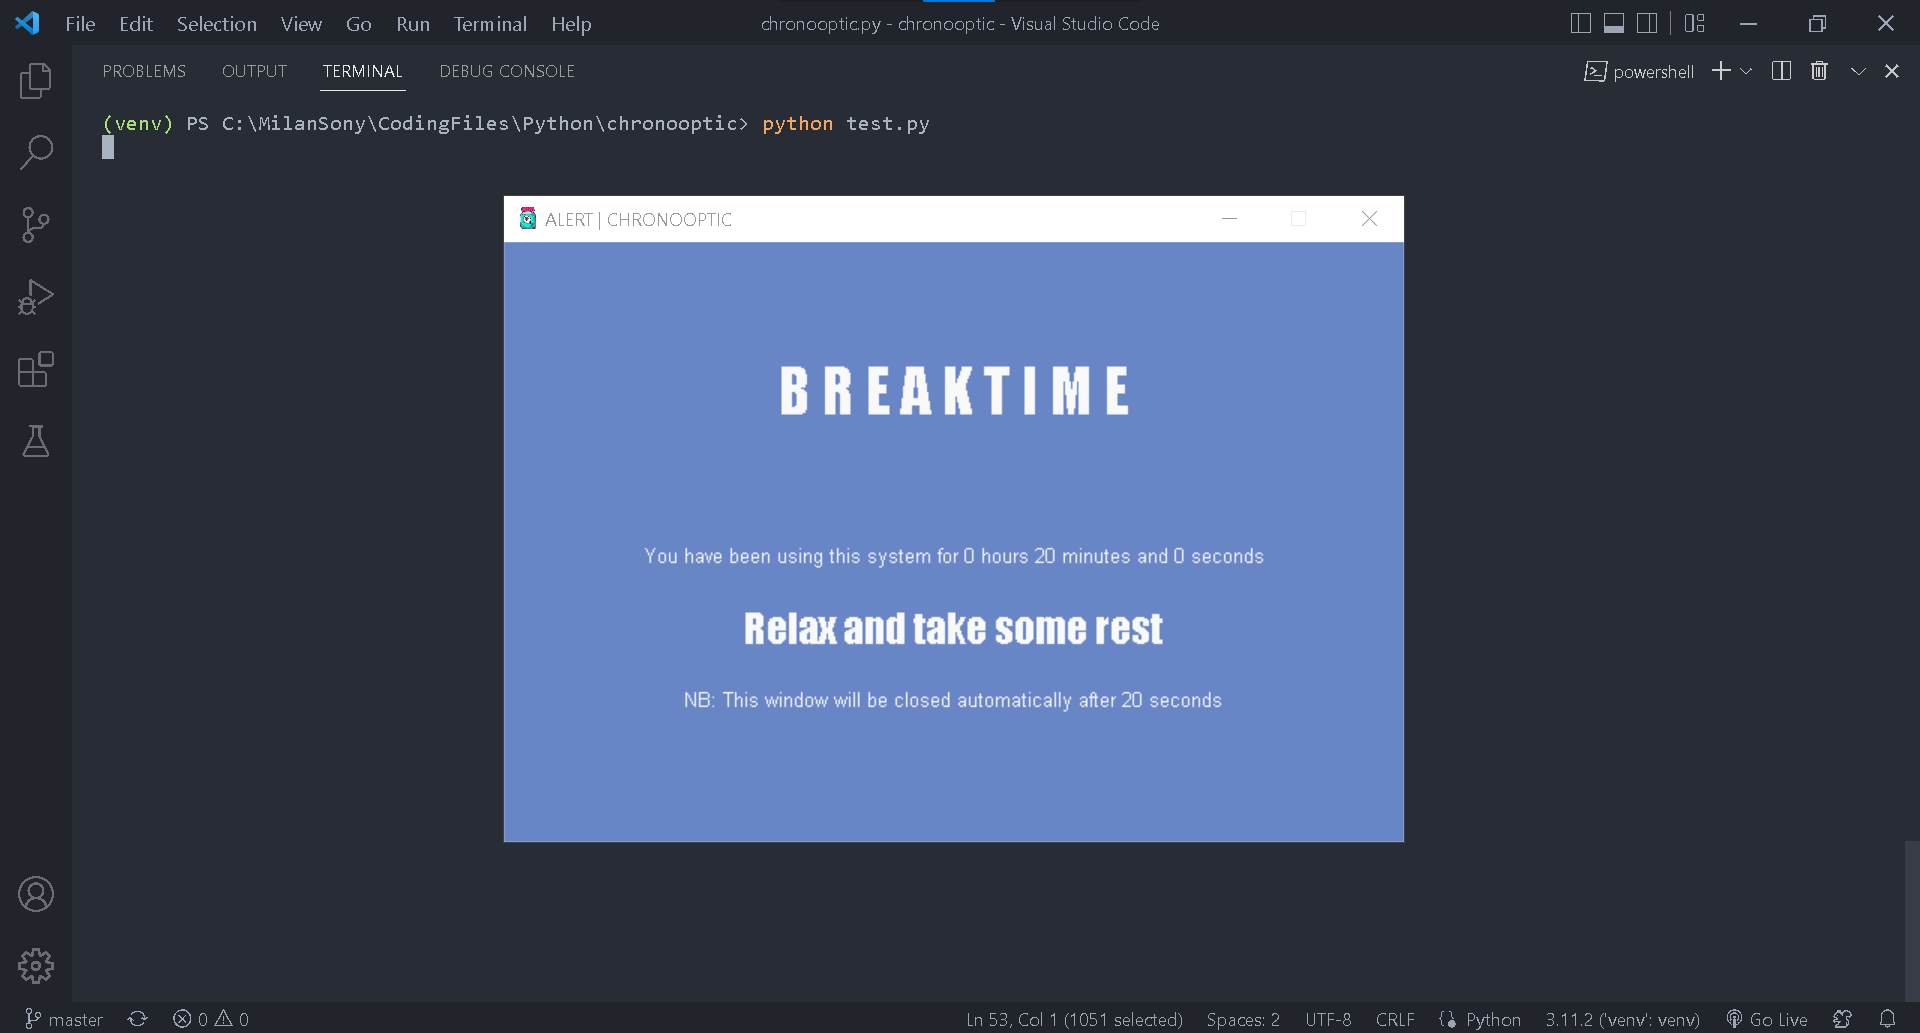 File Edit Selection View Go Run Terminal Help
chronooptic.py - chronooptic - Visual Studio Code
PROBLEMS OUTPUT TERMINAL DEBUG CONSOLE
powershell
(venv) PS C:\MilanSony\CodingFiles\Python\chronooptic> python test.py
ALERT | CHRONOOPTIC
BREAKTIME
You have been using this system for 0 hours 20 minutes and 0 seconds
Relax and take some rest
NB: This window will be closed automatically after 20 seconds
master 0 0 Ln 53, Col 1 (1051 selected) Spaces: 2 UTF-8 CRLF Python 3.11.2 ('venv': venv) Go Live